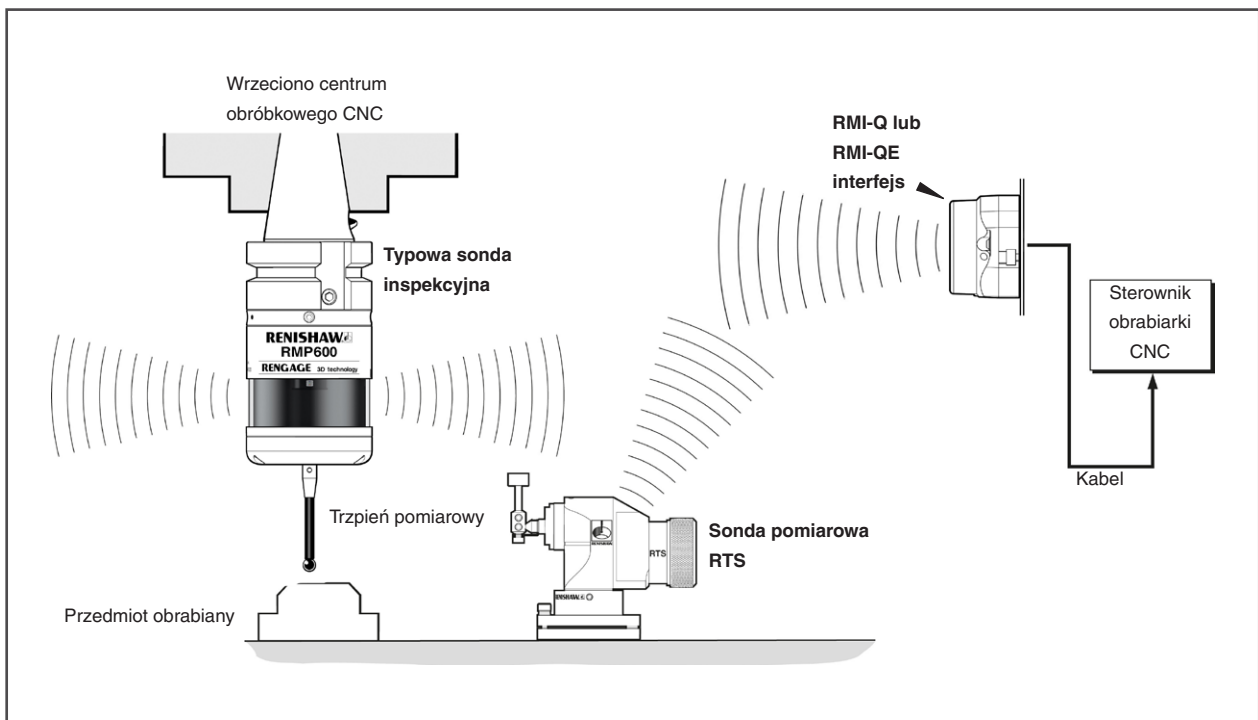 Wrzeciono centrum
obróbkowego CNC
RMI-Q lub
RMI-QE
interfejs
Typowa sonda
inspekcyjna
Sterownik
obrabiarki
CNC
RENISHAW
RMP600
RENGAGE 3D technology
Kabel
Trzpień pomiarowy
Sonda pomiarowa
RTS
RTS
RENISHAW
RENISHAW
Przedmiot obrabiany